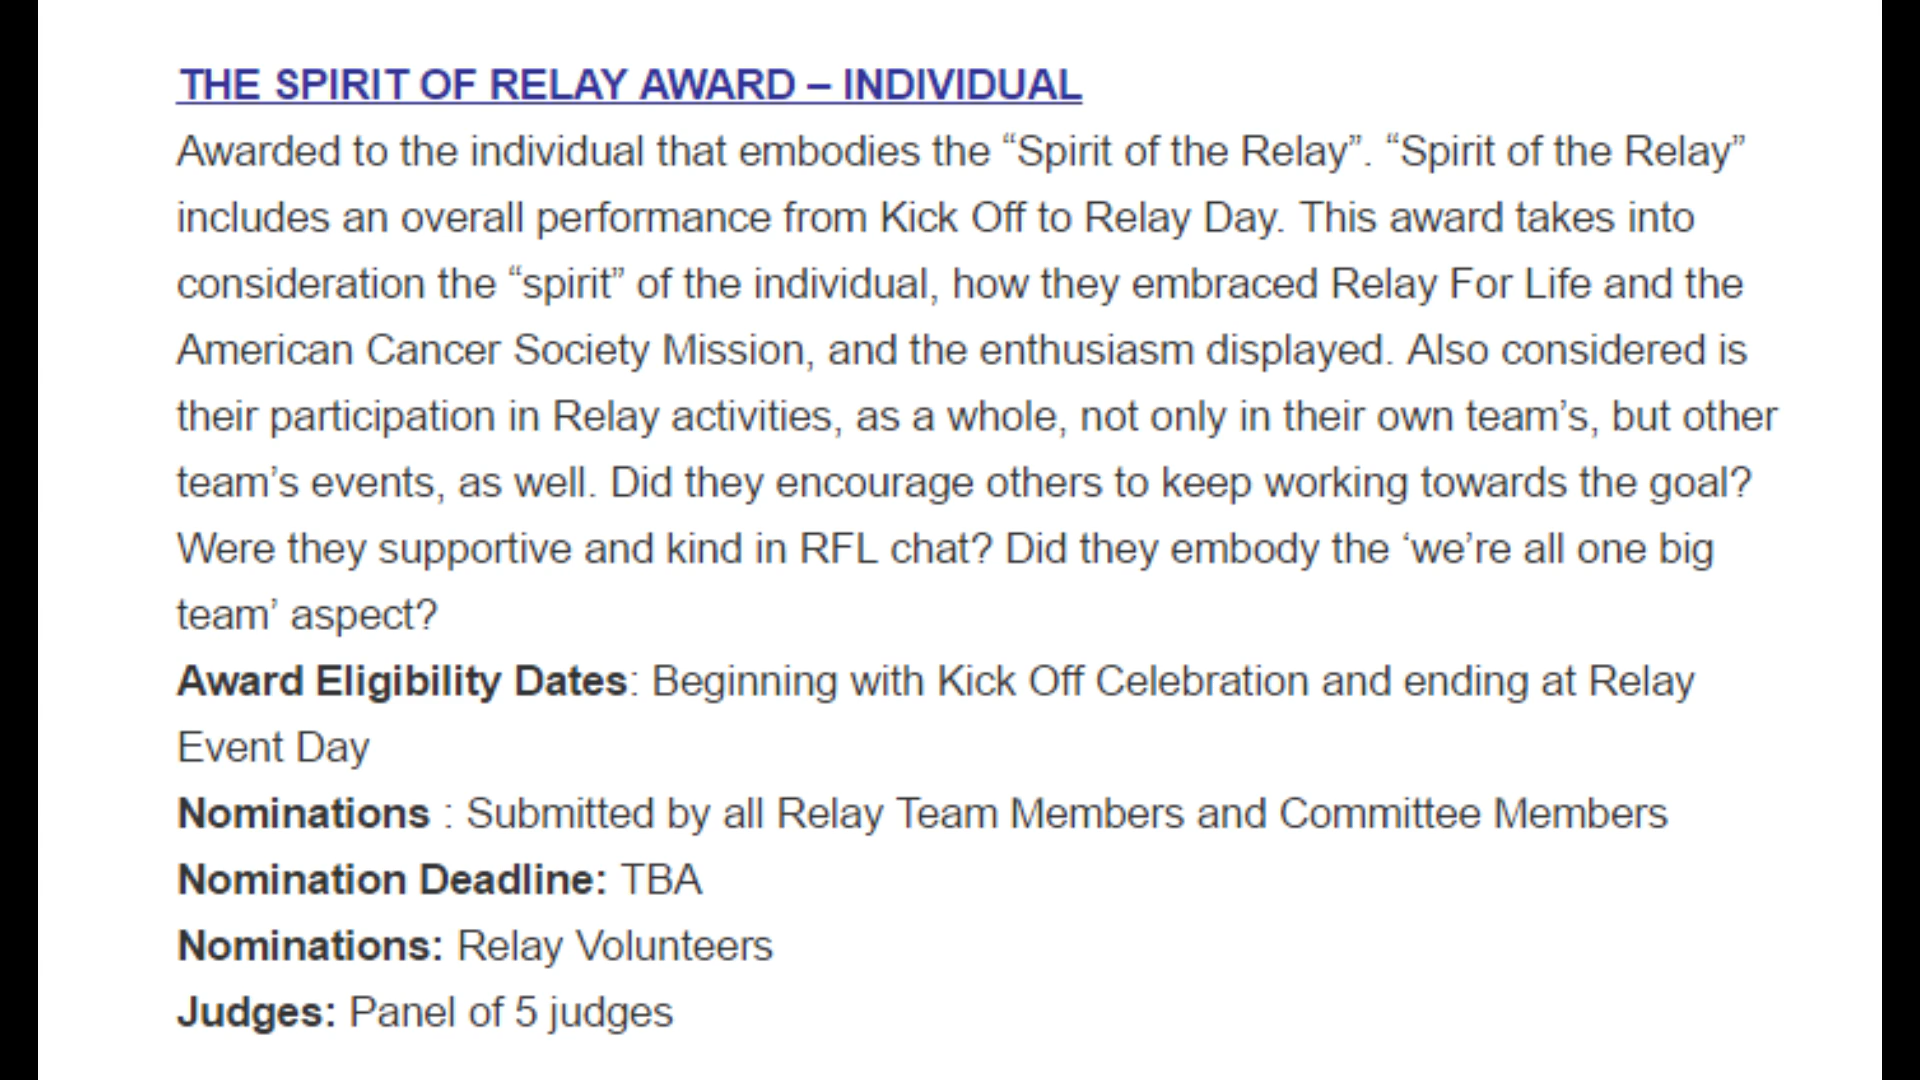 THE SPIRIT OF RELAY AWARD – INDIVIDUAL
Awarded to the individual that embodies the “Spirit of the Relay”. “Spirit of the Relay”
includes an overall performance from Kick Off to Relay Day. This award takes into
consideration the “spirit” of the individual, how they embraced Relay For Life and the
American Cancer Society Mission, and the enthusiasm displayed. Also considered is
their participation in Relay activities, as a whole, not only in their own team’s, but other
team’s events, as well. Did they encourage others to keep working towards the goal?
Were they supportive and kind in RFL chat? Did they embody the ‘we’re all one big
team’ aspect?
Award Eligibility Dates: Beginning with Kick Off Celebration and ending at Relay
Event Day
Nominations : Submitted by all Relay Team Members and Committee Members
Nomination Deadline: TBA
Nominations: Relay Volunteers
Judges: Panel of 5 judges